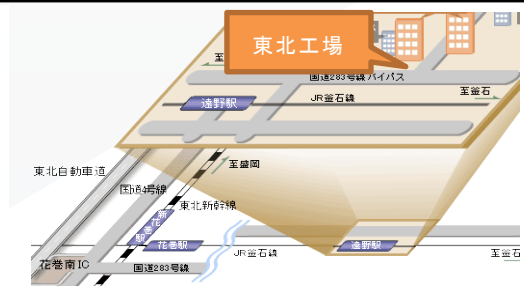 東北工場
至
国道283号線バイパス
至釜石
JR釜石線
遠野駅
至盛岡
東北自動車道
国道4号線
東北新幹線
新花巻駅
花巻駅
遠野駅
JR釜石線
至釜石
花巻南IC
国道283号線